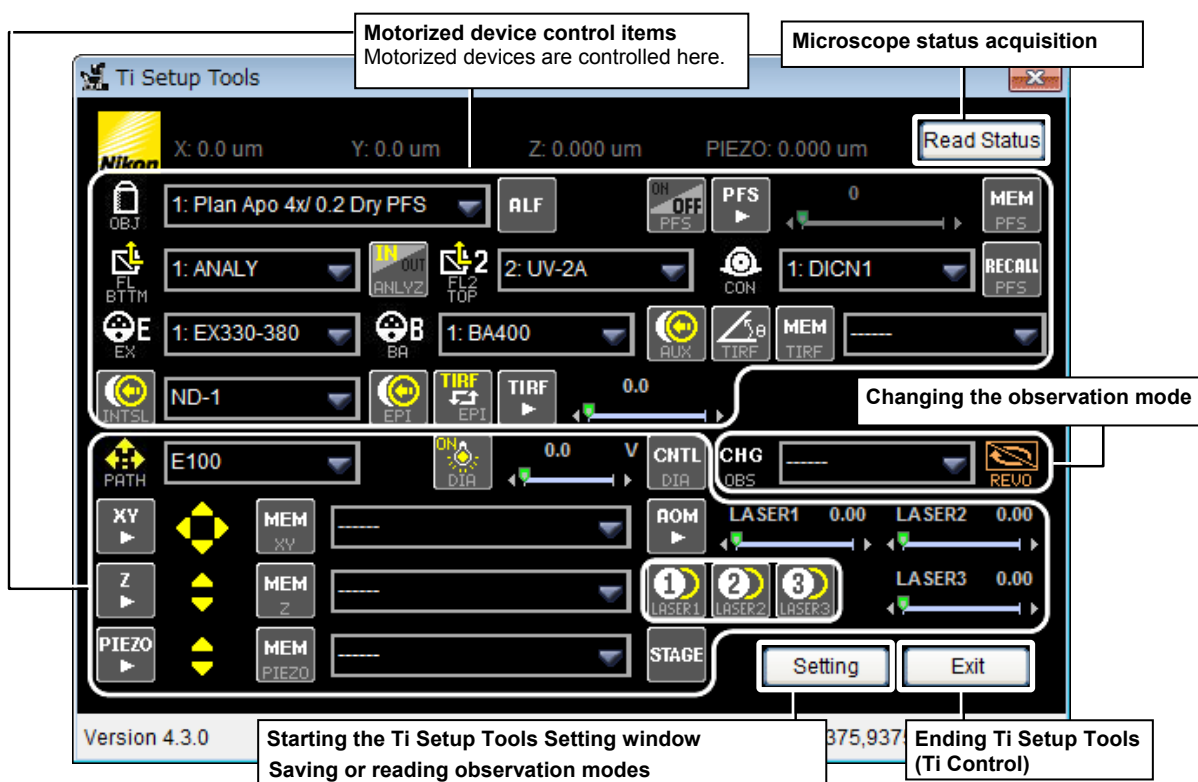 Motorized device control items
Motorized devices are controlled here.
Microscope status acquisition
Ti Setup Tools
Nikon
X: 0.0 um Y: 0.0 um Z: 0.000 um PIEZO: 0.000 um Read Status
OBJ 1: Plan Apo 4x/ 0.2 Dry PFS ALF ON OFF PFS PFS 0 MEM PFS
FL BTTM 1: ANALY IN OUT ANLYZ 2 FL2 TOP 2: UV-2A CON 1: DICN1 RECALL PFS
E EX 1: EX330-380 B BA 1: BA400 AUX θ TIRF MEM TIRF ------
INTSL ND-1 EPI TIRF EPI TIRF 0.0
Changing the observation mode
PATH E100 ON DIA 0.0 V CNTL DIA CHG OBS ------ REVO
XY MEM XY ------ AOM LASER1 0.00 LASER2 0.00
Z MEM Z ------ 1 LASER1 2 LASER2 3 LASER3 LASER3 0.00
PIEZO MEM PIEZO ------ STAGE
Setting Exit
Version 4.3.0
Starting the Ti Setup Tools Setting window
Saving or reading observation modes
Ending Ti Setup Tools
(Ti Control)